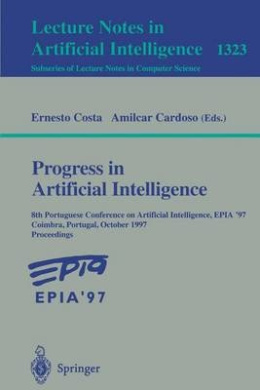 Lecture Notes in
Artificial Intelligence 1323
Subseries of Lecture Notes in Computer Science
Ernesto Costa Amilcar Cardoso (Eds.)
Progress in
Artificial Intelligence
8th Portuguese Conference on Artificial Intelligence, EPIA '97
Coimbra, Portugal, October 1997
Proceedings
EPIA
EPIA'97
Springer